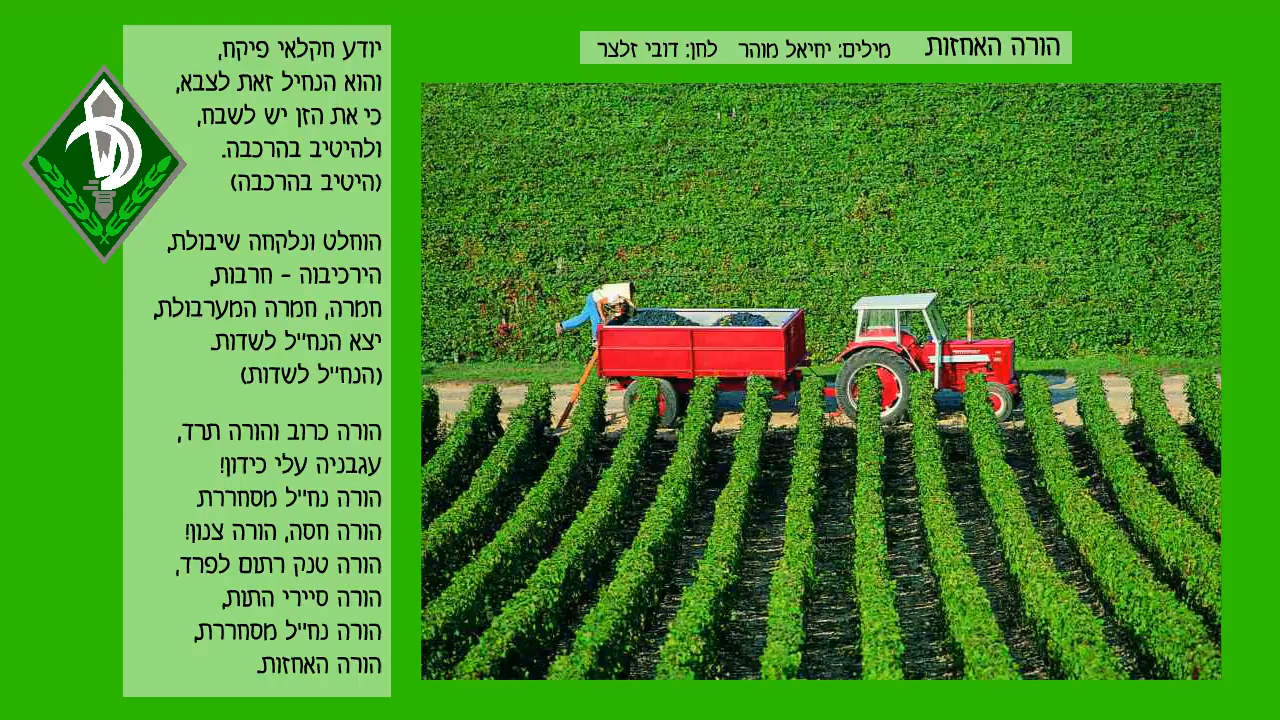 הורה האחזות מילים: יחיאל מוהר לחן: דובי זלצר
יודע חקלאי פיקח,
והוא הנחיל זאת לצבא,
כי את הזן יש לשבח,
ולהיטיב בהרכבה.
(היטיב בהרכבה)
הוחלט ונלקחה שיבולת,
הירכיבוה - חרבות,
חמרה, חמרה המערבולת,
יצא הנח"ל לשדות.
(הנח"ל לשדות)
הורה כרוב והורה תרד,
עגבניה עלי כידון!
הורה נח"ל מסחררת
הורה חסה, הורה צנון!
הורה טנק רתום לפרד,
הורה סיירי התות,
הורה נח"ל מסחררת,
הורה האחזות.